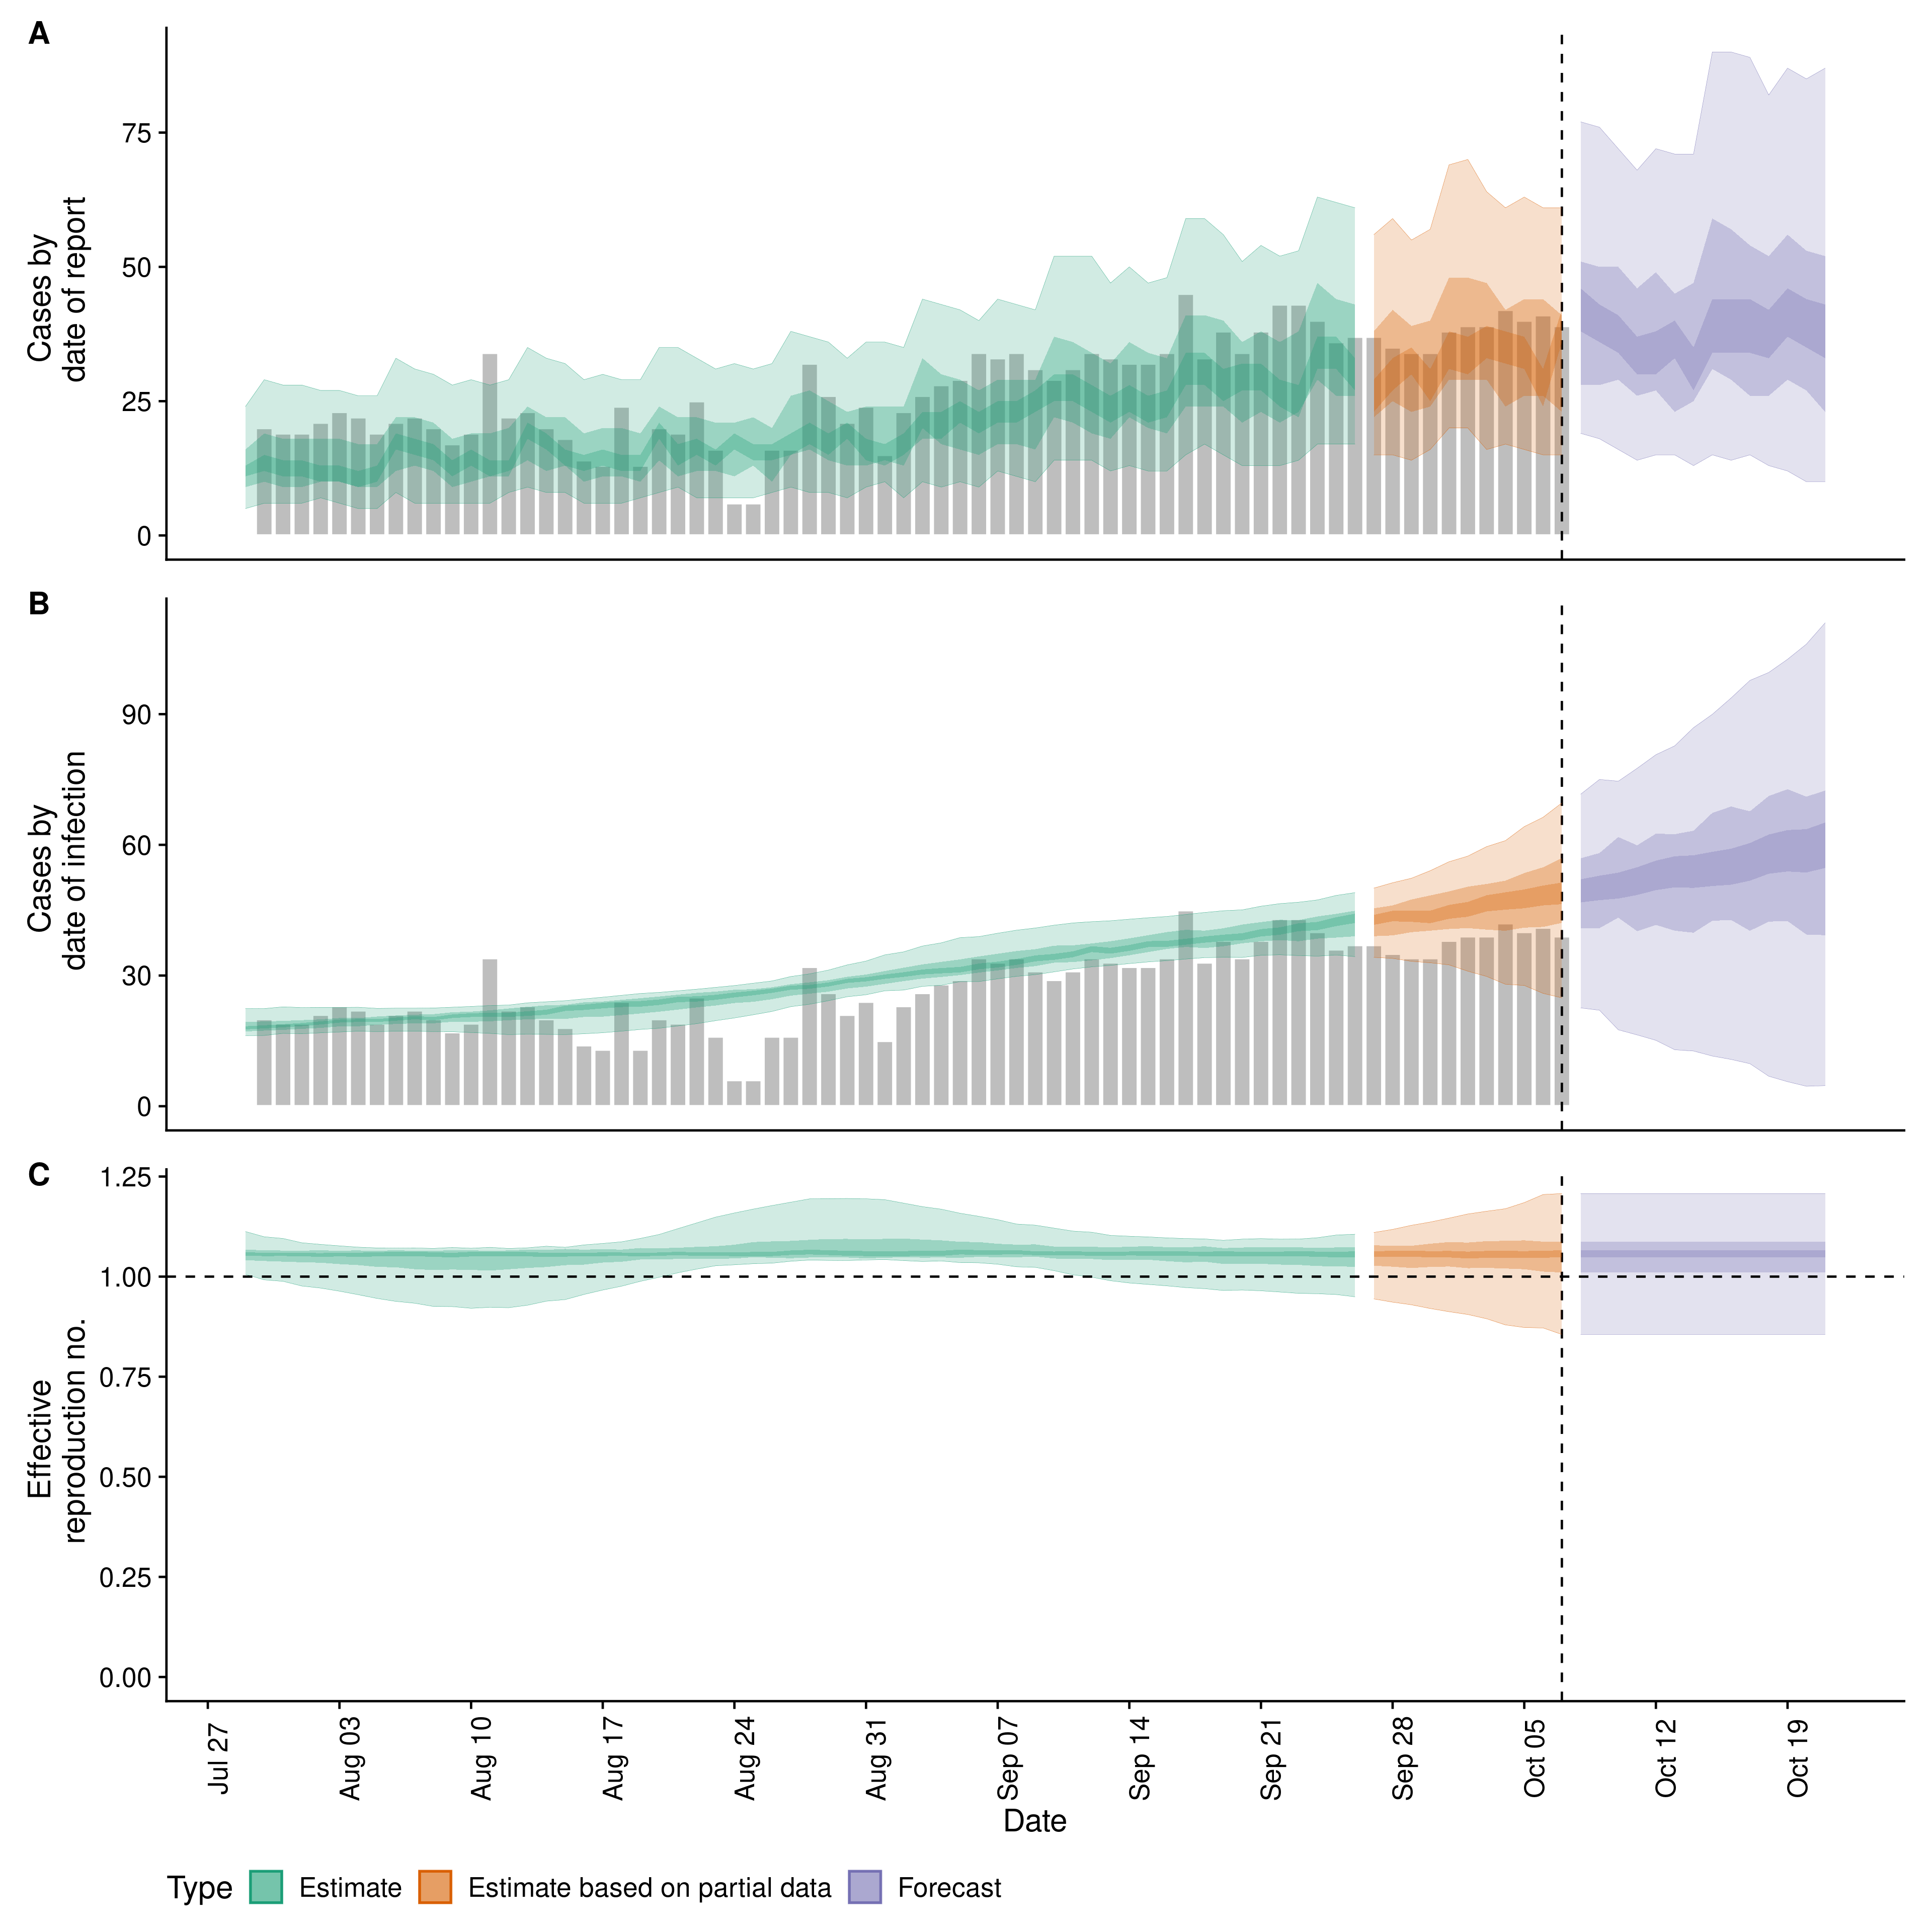 A
75
50
25
0
Cases by
date of report
B
90
60
30
0
Cases by
date of infection
C
1.25
1.00
0.75
0.50
0.25
0.00
Effective
reproduction no.
Jul 27
Aug 03
Aug 10
Aug 17
Aug 24
Aug 31
Sep 07
Sep 14
Sep 21
Sep 28
Oct 05
Oct 12
Oct 19
Date
Type Estimate Estimate based on partial data Forecast